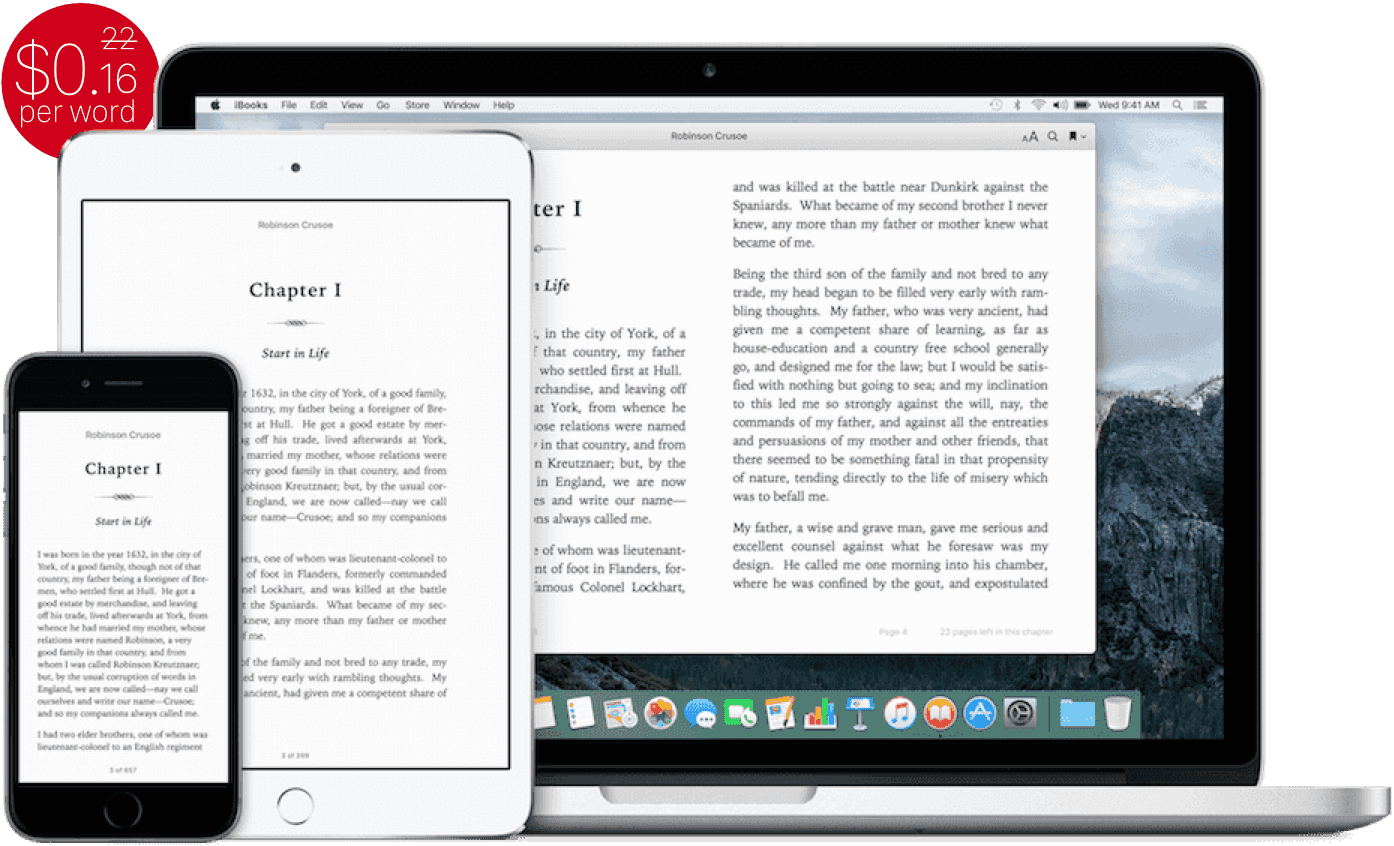 $0.22
16
per word
iBooks File Edit View Go Store Window Help
Wed 9:41 AM
Robinson Crusoe
AA
ter I
n Life
, in the city of York, of a
f that country, my father
who settled first at Hull.
rchandise, and leaving
at York, from whence he
ose relations were named
y in that country, and from
n Kreutznaer; but, by the
in England, we are now
es and write our name—
ons always called me.
e of whom was lieutenant-
nt of foot in Flanders, for-
famous Colonel Lockhart,
and was killed at the battle near Dunkirk against the
Spaniards. What became of my second brother I never
knew, any more than my father or mother knew what
became of me.
Being the third son of the family and not bred to any
trade, my head began to be filled very early with ram-
bling thoughts. My father, who was very ancient, had
given me a competent share of learning, as far as
house-education and a country free school generally
go, and designed me for the law; but I would be satis-
fied with nothing but going to sea; and my inclination
to this led me so strongly against the will, nay, the
commands of my father, and against all the entreaties
and persuasions of my mother and other friends, that
there seemed to be something fatal in that propensity
of nature, tending directly to the life of misery which
was to befall me.
My father, a wise and grave man, gave me serious and
excellent counsel against what he foresaw was my
design. He called me one morning into his chamber,
where he was confined by the gout, and expostulated
Page 4 23 pages left in this chapter
Robinson Crusoe
Chapter I
Start in Life
r 1632, in the city of York, of a good family,
ountry, my father being a foreigner of Bre-
st at Hull. He got a good estate by mer-
g off his trade, lived afterwards at York,
married my mother, whose relations were
very good family in that country, and from
obinson Kreutznaer; but, by the usual cor-
England, we are now called—nay we call
our name—Crusoe; and so my companions
ers, one of whom was lieutenant-colonel to
of foot in Flanders, formerly commanded
nel Lockhart, and was killed at the battle
the Spaniards. What became of my sec-
knew, any more than my father or mother
f me.
of the family and not bred to any trade, my
ed very early with rambling thoughts. My
ancient, had given me a competent share of
3 of 399
Robinson Crusoe
Chapter I
Start in Life
I was born in the year 1632, in the city of
York, of a good family, though not of that
country, my father being a foreigner of Bre-
men, who settled first at Hull. He got a
good estate by merchandise, and leaving
off his trade, lived afterwards at York, from
whence he had married my mother, whose
relations were named Robinson, a very
good family in that country, and from
whom I was called Robinson Kreutznaer;
but, by the usual corruption of words in
England, we are now called—nay we call
ourselves and write our name—Crusoe;
and so my companions always called me.
I had two elder brothers, one of whom was
lieutenant-colonel to an English regiment
3 of 657